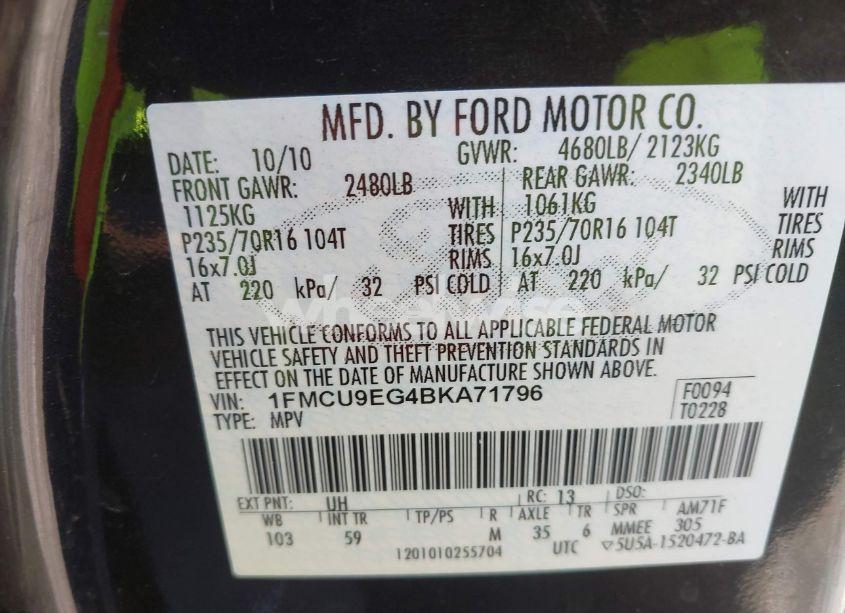 MFD. BY FORD MOTOR CO.
DATE: 10/10 GVWR: 4680LB/ 2123KG
FRONT GAWR: 2480LB REAR GAWR: 2340LB
1125KG WITH 1061KG WITH
P235/70R16 104T TIRES P235/70R16 104T TIRES
16x7.0J RIMS 16x7.0J RIMS
AT 220 kPa/ 32 PSI COLD AT 220 kPa/ 32 PSI COLD
THIS VEHICLE CONFORMS TO ALL APPLICABLE FEDERAL MOTOR
VEHICLE SAFETY AND THEFT PREVENTION STANDARDS IN
EFFECT ON THE DATE OF MANUFACTURE SHOWN ABOVE.
VIN: 1FMCU9EG4BKA71796 F0094
TYPE: MPV T0228
EXT PNT: UH RC: 13 DSO:
WB INT TR TP/PS R AXLE TR SPR AM71F
103 59 M 35 6 MMEE 305
1201010255704 UTC 5U5A-1520472-BA